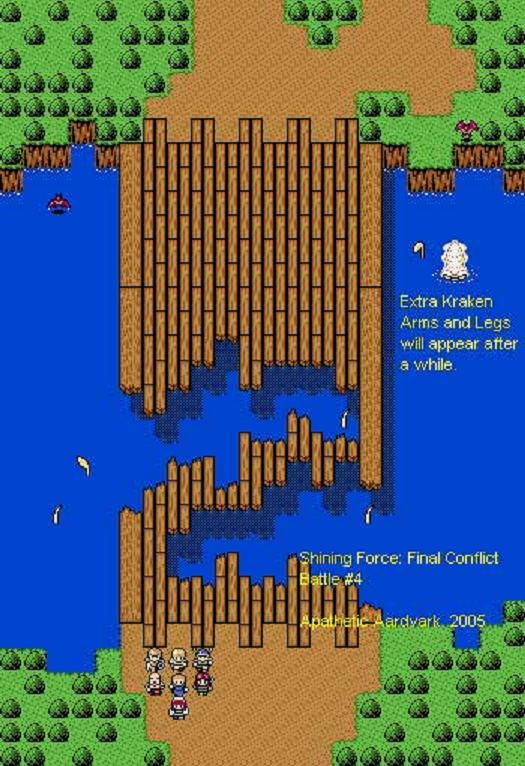 Extra Kraken
Arms and Legs
will appear after
a while.
Shining Force: Final Conflict
Battle #4
Apathetic Aardvark, 2005